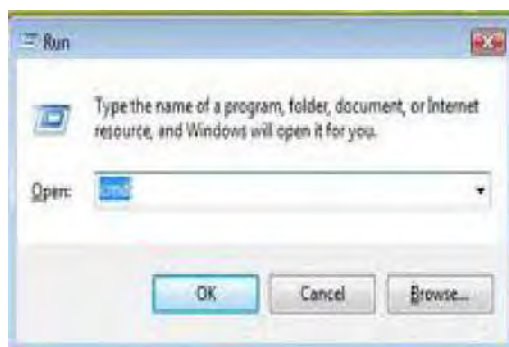 Run
Type the name of a program, folder, document, or Internet
resource, and Windows will open it for you.
Open: cmd
OK Cancel Browse...